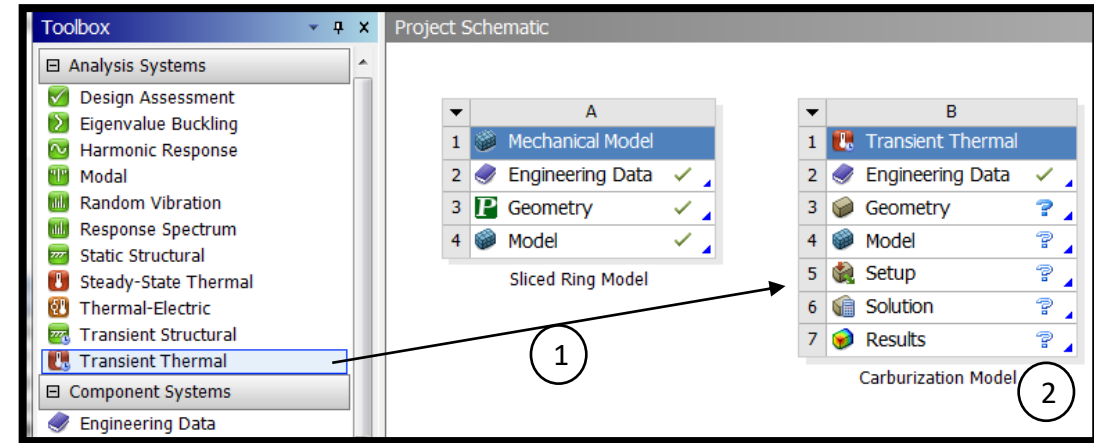 Toolbox
Analysis Systems
Design Assessment
Eigenvalue Buckling
Harmonic Response
Modal
Random Vibration
Response Spectrum
Static Structural
Steady-State Thermal
Thermal-Electric
Transient Structural
Transient Thermal
Component Systems
Engineering Data
Project Schematic
A
1 Mechanical Model
2 Engineering Data
3 P Geometry
4 Model
Sliced Ring Model
1
B
1 Transient Thermal
2 Engineering Data
3 Geometry ?
4 Model ?
5 Setup ?
6 Solution ?
7 Results ?
Carburization Model
2